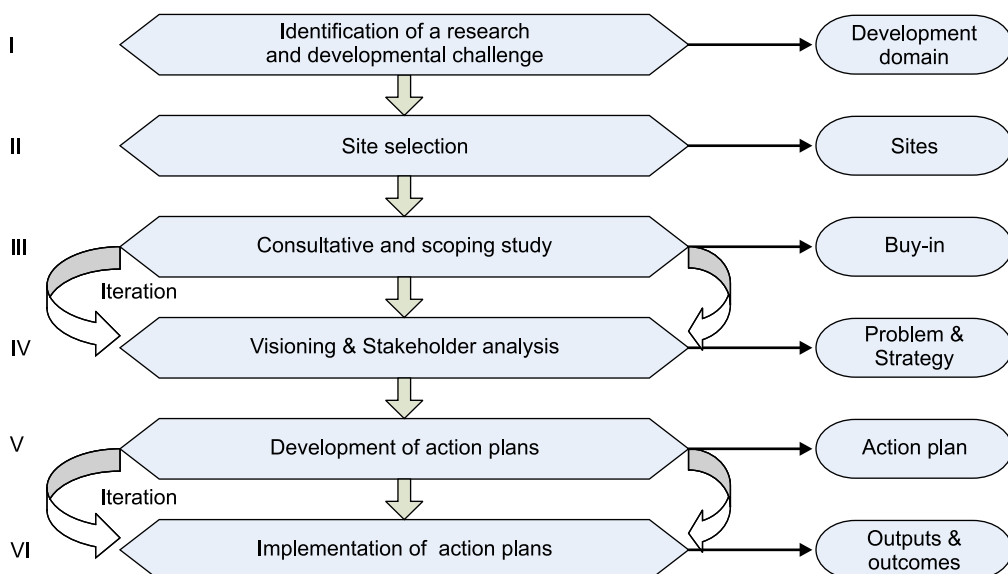 I
Identification of a research
and developmental challenge
Development
domain
II
Site selection
Sites
III
Consultative and scoping study
Buy-in
Iteration
IV
Visioning & Stakeholder analysis
Problem &
Strategy
V
Development of action plans
Action plan
Iteration
VI
Implementation of action plans
Outputs &
outcomes